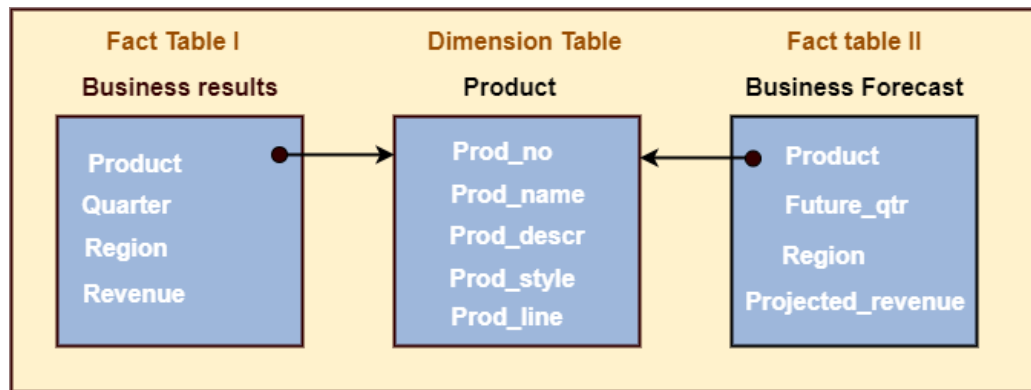 Fact Table I
Dimension Table
Fact table II
Business results
Product
Business Forecast
Product
Quarter
Region
Revenue
Prod_no
Prod_name
Prod_descr
Prod_style
Prod_line
Product
Future_qtr
Region
Projected_revenue